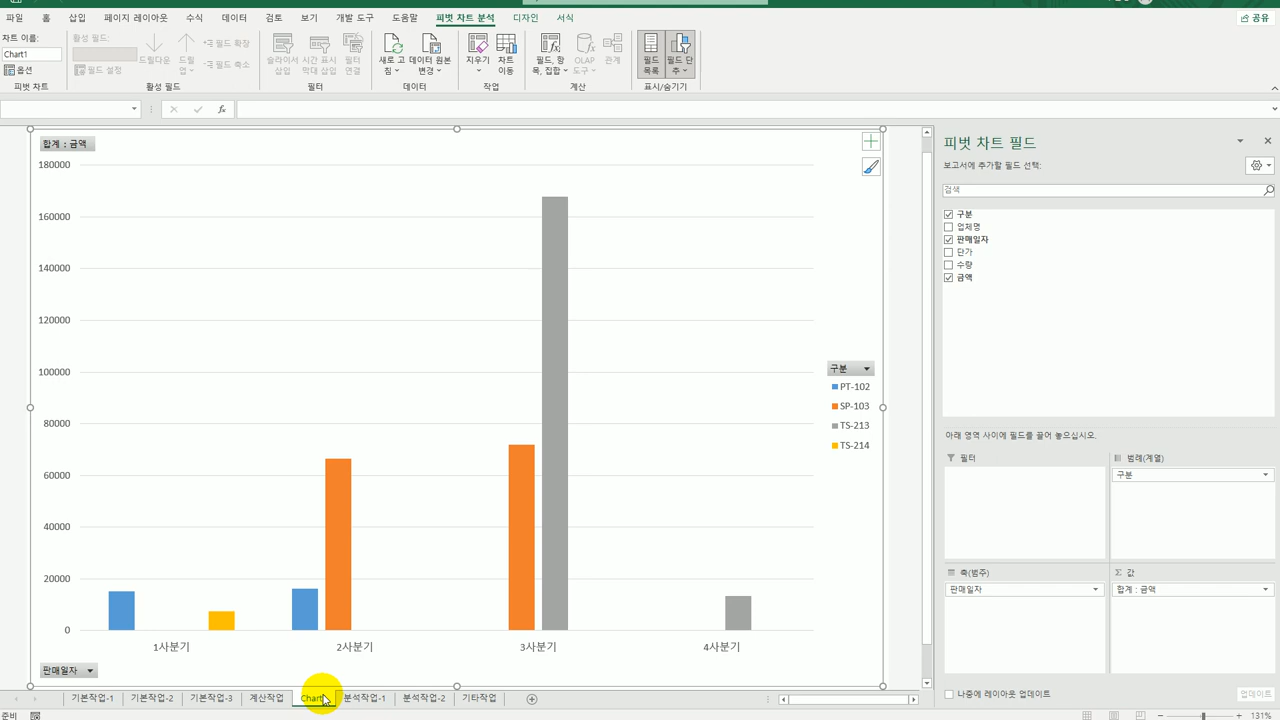 파일 홈 삽입 페이지 레이아웃 수식 데이터 검토 보기 개발 도구 도움말 피벗 차트 분석 디자인 서식 공유
차트 이름:
Chart1
옵션
피벗 차트
활성 필드:
필드 설정
드릴다운
드릴
업
필드 확장
필드 축소
활성 필드
슬라이서
삽입
시간 표시
막대 삽입
필터
연결
필터
새로 고
침
데이터 원본
변경
데이터
지우기
차트
이동
작업
필드, 항
목, 집합
OLAP
도구
관계
계산
필드
목록
필드 단
추
표시/숨기기
fx
합계 : 금액
180000
160000
140000
120000
100000
80000
60000
40000
20000
0
1사분기 2사분기 3사분기 4사분기
구분
PT-102
SP-103
TS-213
TS-214
판매일자
피벗 차트 필드
보고서에 추가할 필드 선택:
검색
구분
업체명
판매일자
단가
수량
금액
아래 영역 사이에 필드를 끌어 놓으십시오.
필터
범례(계열)
구분
축(범주)
판매일자
값
합계 : 금액
나중에 레이아웃 업데이트
업데이트
기본작업-1 기본작업-2 기본작업-3 계산작업 Chart 분석작업-1 분석작업-2 기타작업
준비
131%